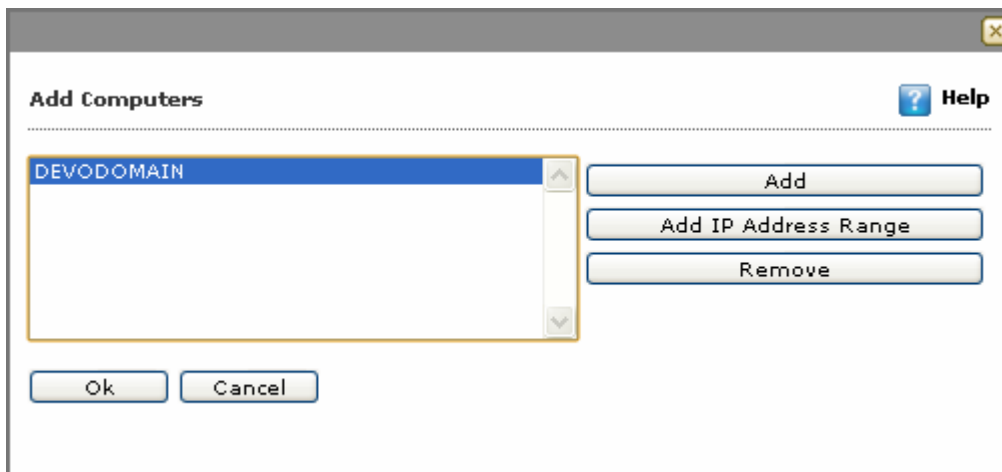 Add Computers
? Help
DEVODOMAIN
Add
Add IP Address Range
Remove
Ok
Cancel